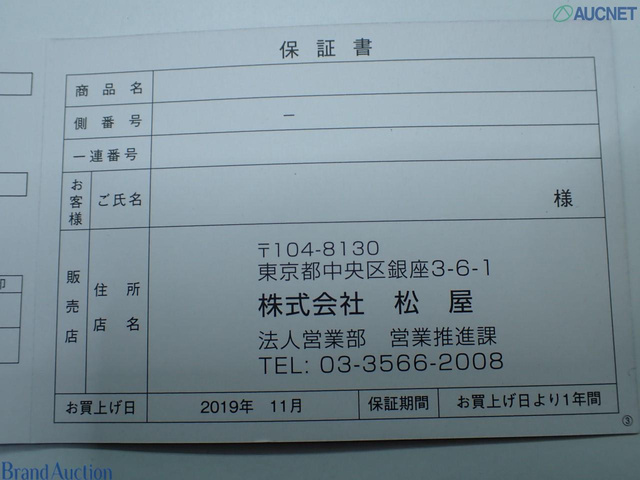 AUCNET
保証書
商品名
側番号 ー
一連番号
お客様 ご氏名 様
販売店 住所 店名
〒104-8130
東京都中央区銀座3-6-1
株式会社 松屋
法人営業部 営業推進課
TEL: 03-3566-2008
お買上げ日 2019年 11月 保証期間 お買上げ日より1年間
③
印
Brand Auction